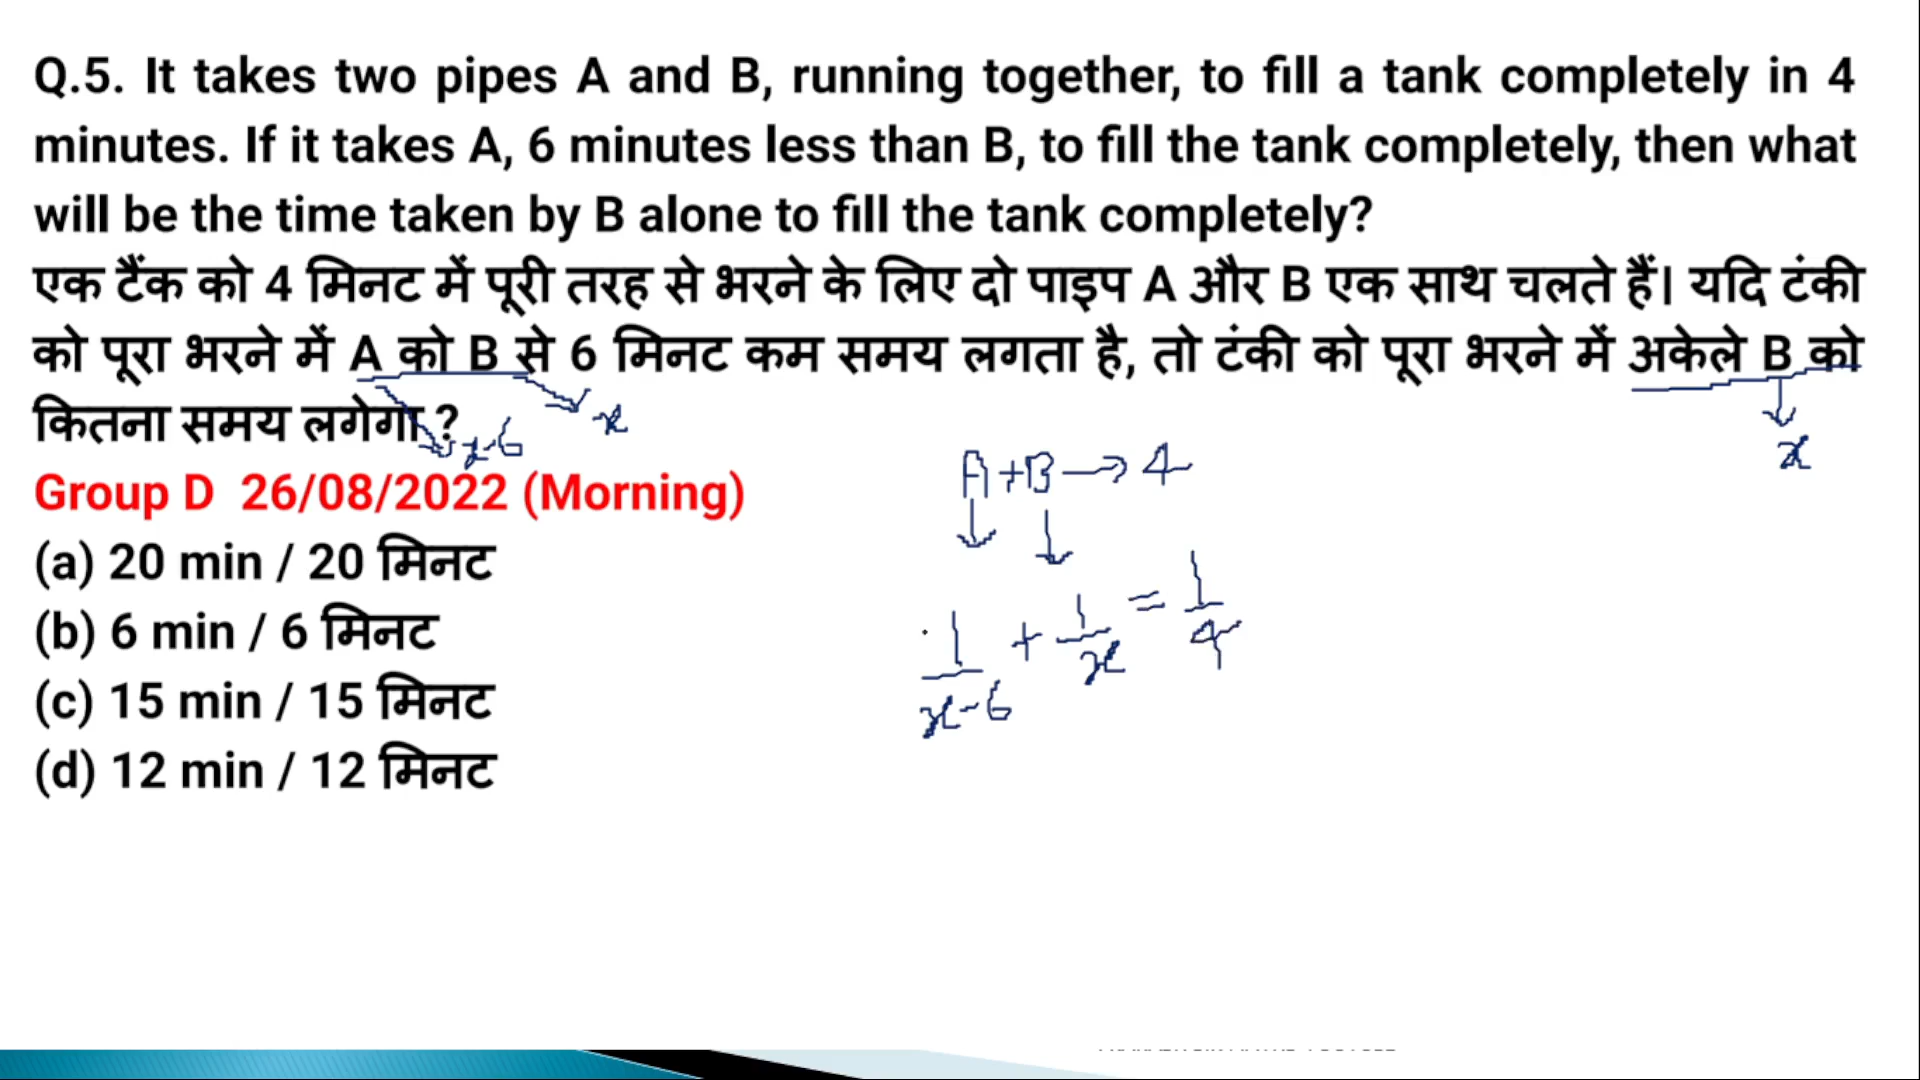 Q.5. It takes two pipes A and B, running together, to fill a tank completely in 4
minutes. If it takes A, 6 minutes less than B, to fill the tank completely, then what
will be the time taken by B alone to fill the tank completely?
एक टैंक को 4 मिनट में पूरी तरह से भरने के लिए दो पाइप A और B एक साथ चलते हैं। यदि टंकी
को पूरा भरने में A को B से 6 मिनट कम समय लगता है, तो टंकी को पूरा भरने में अकेले B को
कितना समय लगेगा ?
x-6
x
x
Group D 26/08/2022 (Morning)
A+B→4
(a) 20 min / 20 मिनट
(b) 6 min / 6 मिनट
(c) 15 min / 15 मिनट
(d) 12 min / 12 मिनट
1/x-6 + 1/x = 1/4